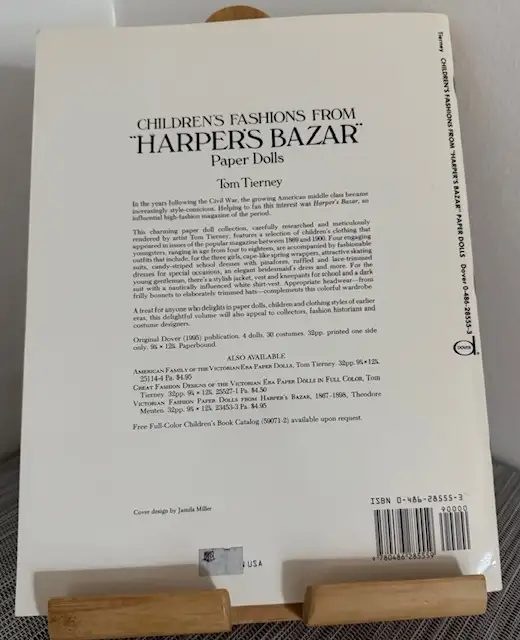 CHILDREN'S FASHIONS FROM
"HARPER'S BAZAR"
Paper Dolls
Tom Tierney
In the years following the Civil War, the growing American middle class became
increasingly style-conscious. Helping to fan this interest was Harper's Bazar, an
influential high-fashion magazine of the period.
This charming paper doll collection, carefully researched and meticulously
rendered by artist Tom Tierney, features a selection of children's clothing that
appeared in issues of the popular magazine between 1869 and 1900. Four engaging
youngsters, ranging in age from four to eighteen, are accompanied by fashionable
outfits that include, for the three girls, cape-like spring wrappers, attractive skating
suits, candy-striped school dresses with pinafores, ruffled and lace-trimmed
dresses for special occasions, an elegant bridesmaid's dress and more. For the
young gentleman, there's a stylish jacket, vest and kneepants for school and a dark
suit with a nautically influenced white shirt-vest. Appropriate headwear—from
frilly bonnets to elaborately trimmed hats—complements this colorful wardrobe
A treat for anyone who delights in paper dolls, children and clothing styles of earlier
eras, this delightful volume will also appeal to collectors, fashion historians and
costume designers.
Original Dover (1995) publication. 4 dolls. 30 costumes. 32pp. printed one side
only. 9¼ × 12¼. Paperbound
ALSO AVAILABLE
AMERICAN FAMILY OF THE VICTORIAN ERA PAPER DOLLS, Tom Tierney. 32pp. 9¼ × 12¼.
25114-4 Pa. $4.95
GREAT FASHION DESIGNS OF THE VICTORIAN ERA PAPER DOLLS IN FULL COLOR, Tom
Tierney. 32pp. 9¼ × 12¼. 25527-1 Pa. $4.50
VICTORIAN FASHION PAPER DOLLS FROM HARPER'S BAZAR, 1867-1898, Theodore
Menten. 32pp. 9¼ × 12¼. 23453-3 Pa. $4.95
Free Full-Color Children's Book Catalog (59071-2) available upon request.
Cover design by Jamila Miller
USA
ISBN 0-486-28555-3
90000
9 780486 285559
Tierney CHILDREN'S FASHIONS FROM "HARPER'S BAZAR" PAPER DOLLS Dover 0-486-28555-3
DOVER